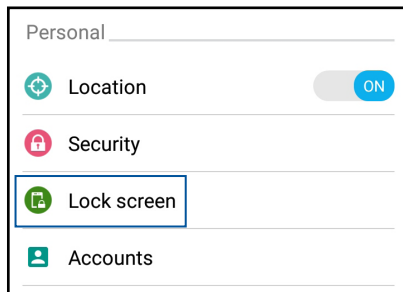 Personal
Location
ON
Security
Lock screen
Accounts